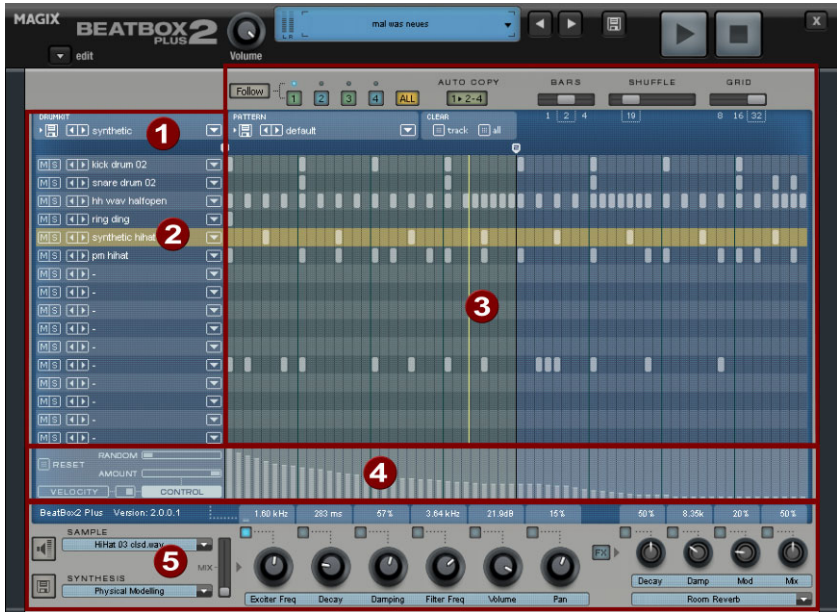 MAGIX
BEATBOX 2
PLUS
edit
Volume
L R
mal was neues
X
Follow
1 2 3 4 ALL
AUTO COPY
1▸2-4
BARS
SHUFFLE
GRID
1 2 4
19
8 16 32
DRUMKIT
synthetic
1
PATTERN
default
CLEAR
track all
M S kick drum 02
M S snare drum 02
M S hh wav halfopen
M S ring ding
M S synthetic hihat
2
M S pm hihat
M S -
M S -
M S -
M S -
M S -
M S -
M S -
M S -
M S -
M S -
3
RESET
RANDOM
AMOUNT
VELOCITY
CONTROL
4
BeatBox2 Plus Version: 2.0.0.1
1,60 kHz 283 ms 57% 3.64 kHz 21.9dB 15% 50% 8.35k 20% 50%
SAMPLE
HiHat 03 clsd.wav
SYNTHESIS
Physical Modelling
5
MIX
Exciter Freq Decay Damping Filter Freq Volume Pan
FX
Decay Damp Mod Mix
Room Reverb